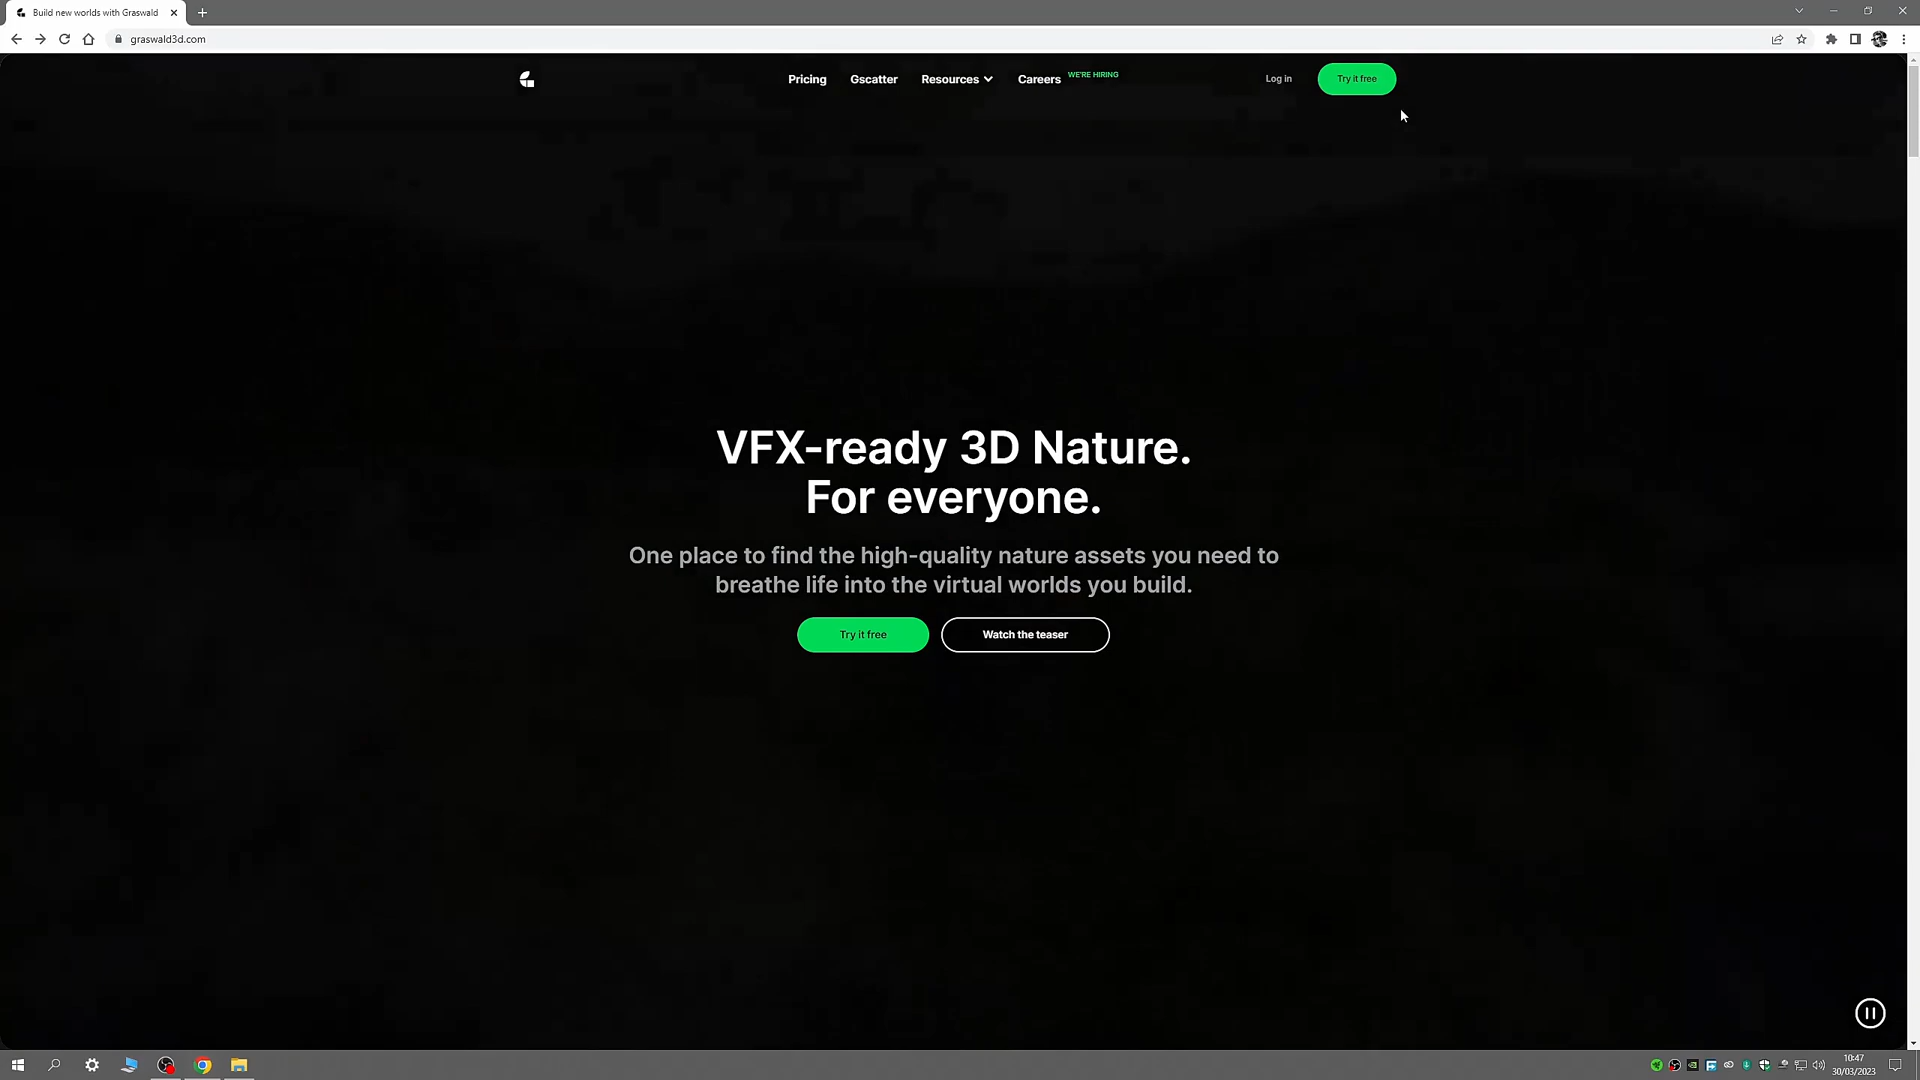 Build new worlds with Graswald
graswald3d.com
Pricing
Gscatter
Resources
Careers
WE'RE HIRING
Log in
Try it free
VFX-ready 3D Nature.
For everyone.
One place to find the high-quality nature assets you need to
breathe life into the virtual worlds you build.
Try it free
Watch the teaser
10:47
30/03/2023